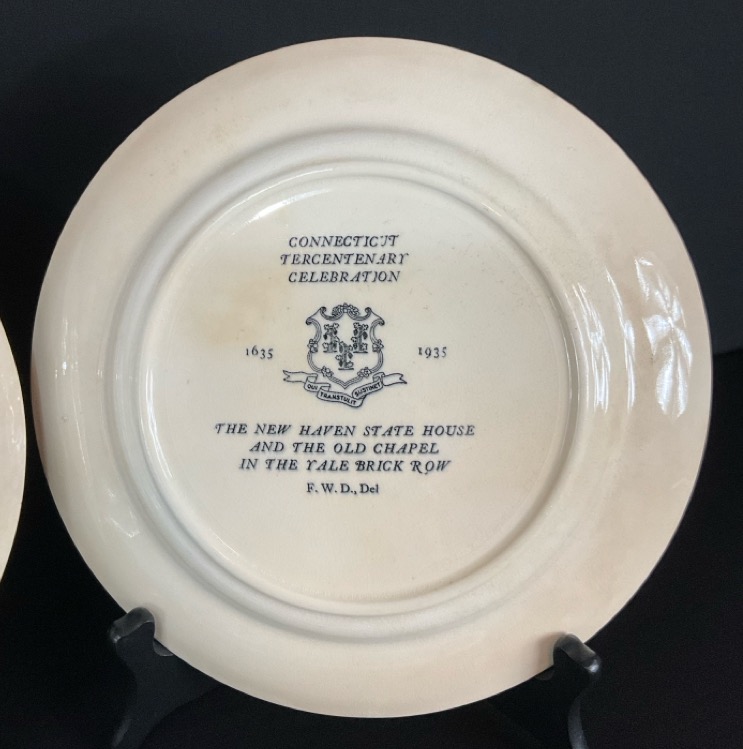 CONNECTICUT
TERCENTENARY
CELEBRATION
1635 1935
QUI TRANSTULIT SUSTINET
THE NEW HAVEN STATE HOUSE
AND THE OLD CHAPEL
IN THE YALE BRICK ROW
F. W. D., Del